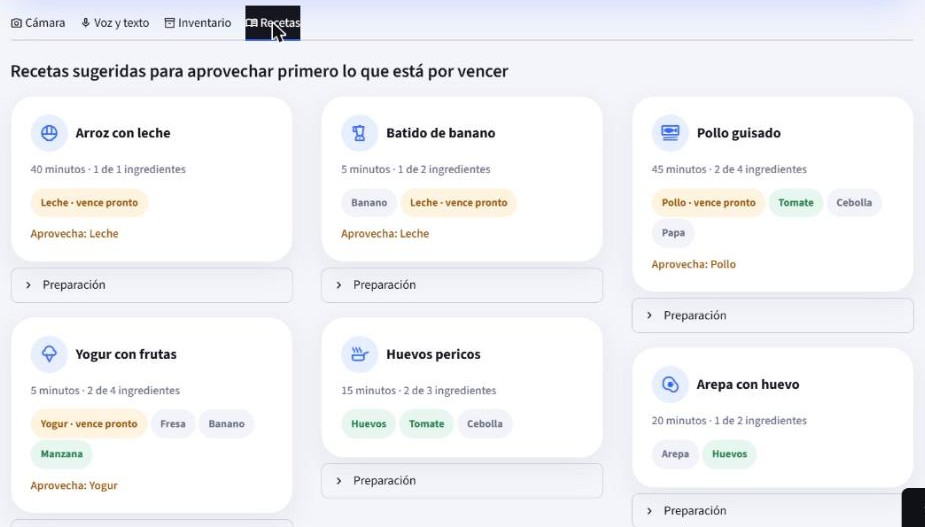 Cámara Voz y texto Inventario Recetas
Recetas sugeridas para aprovechar primero lo que está por vencer
Arroz con leche
40 minutos · 1 de 1 ingredientes
Leche · vence pronto
Aprovecha: Leche
Preparación
Batido de banano
5 minutos · 1 de 2 ingredientes
Banano Leche · vence pronto
Aprovecha: Leche
Preparación
Pollo guisado
45 minutos · 2 de 4 ingredientes
Pollo · vence pronto Tomate Cebolla
Papa
Aprovecha: Pollo
Preparación
Yogur con frutas
5 minutos · 2 de 4 ingredientes
Yogur · vence pronto Fresa Banano
Manzana
Aprovecha: Yogur
Huevos pericos
15 minutos · 2 de 3 ingredientes
Huevos Tomate Cebolla
Preparación
Arepa con huevo
20 minutos · 1 de 2 ingredientes
Arepa Huevos
Preparación